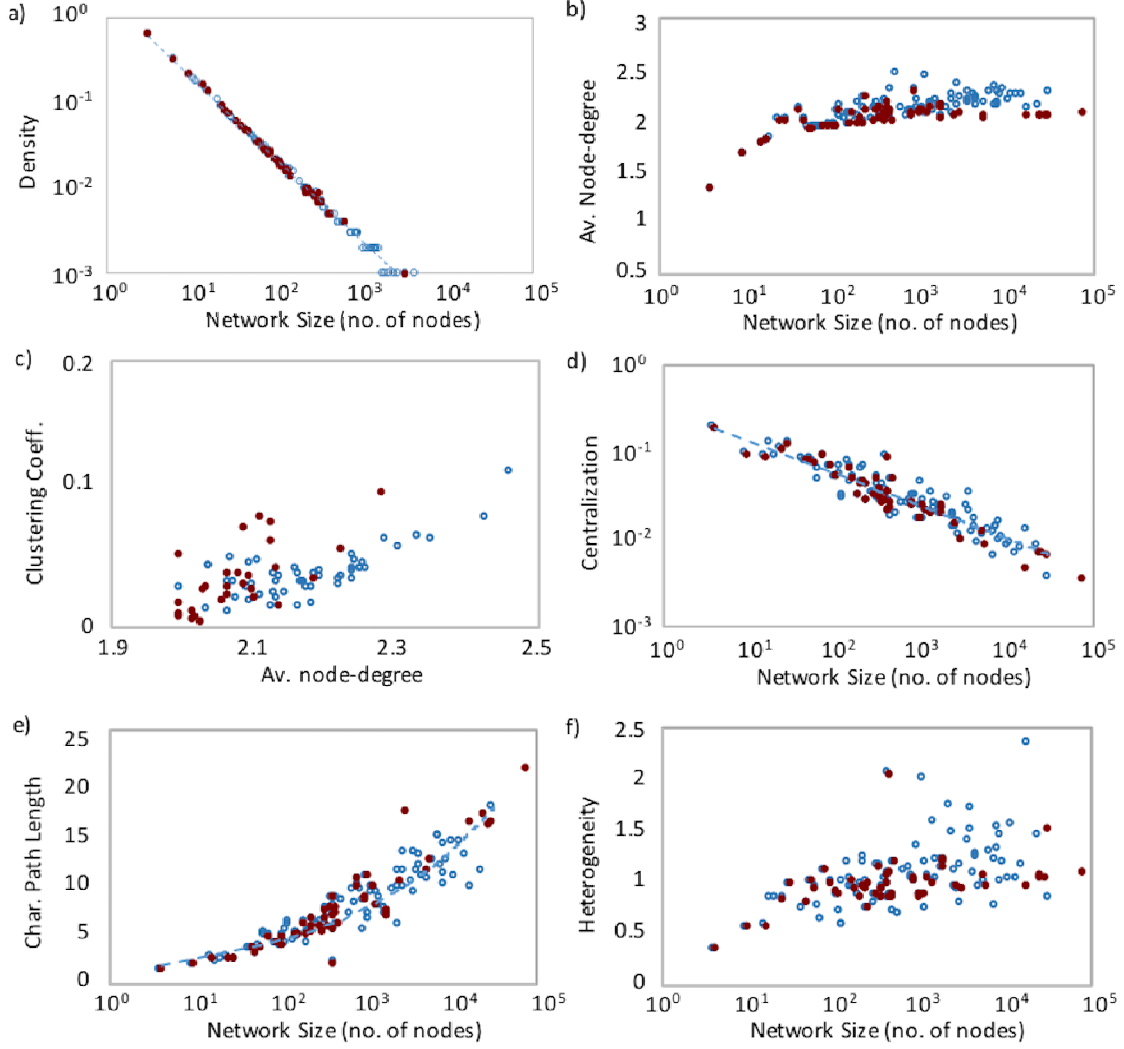 a)
10^0
10^-1
10^-2
10^-3
Density
10^0 10^1 10^2 10^3 10^4 10^5
Network Size (no. of nodes)
b)
3
2.5
2
1.5
1
0.5
Av. Node-degree
10^0 10^1 10^2 10^3 10^4 10^5
Network Size (no. of nodes)
c)
0.2
0.1
0
Clustering Coeff.
1.9 2.1 2.3 2.5
Av. node-degree
d)
10^0
10^-1
10^-2
10^-3
Centralization
10^0 10^1 10^2 10^3 10^4 10^5
Network Size (no. of nodes)
e)
25
20
15
10
5
0
Char. Path Length
10^0 10^1 10^2 10^3 10^4 10^5
Network Size (no. of nodes)
f)
2.5
2
1.5
1
0.5
0
Heterogeneity
10^0 10^1 10^2 10^3 10^4 10^5
Network Size (no. of nodes)